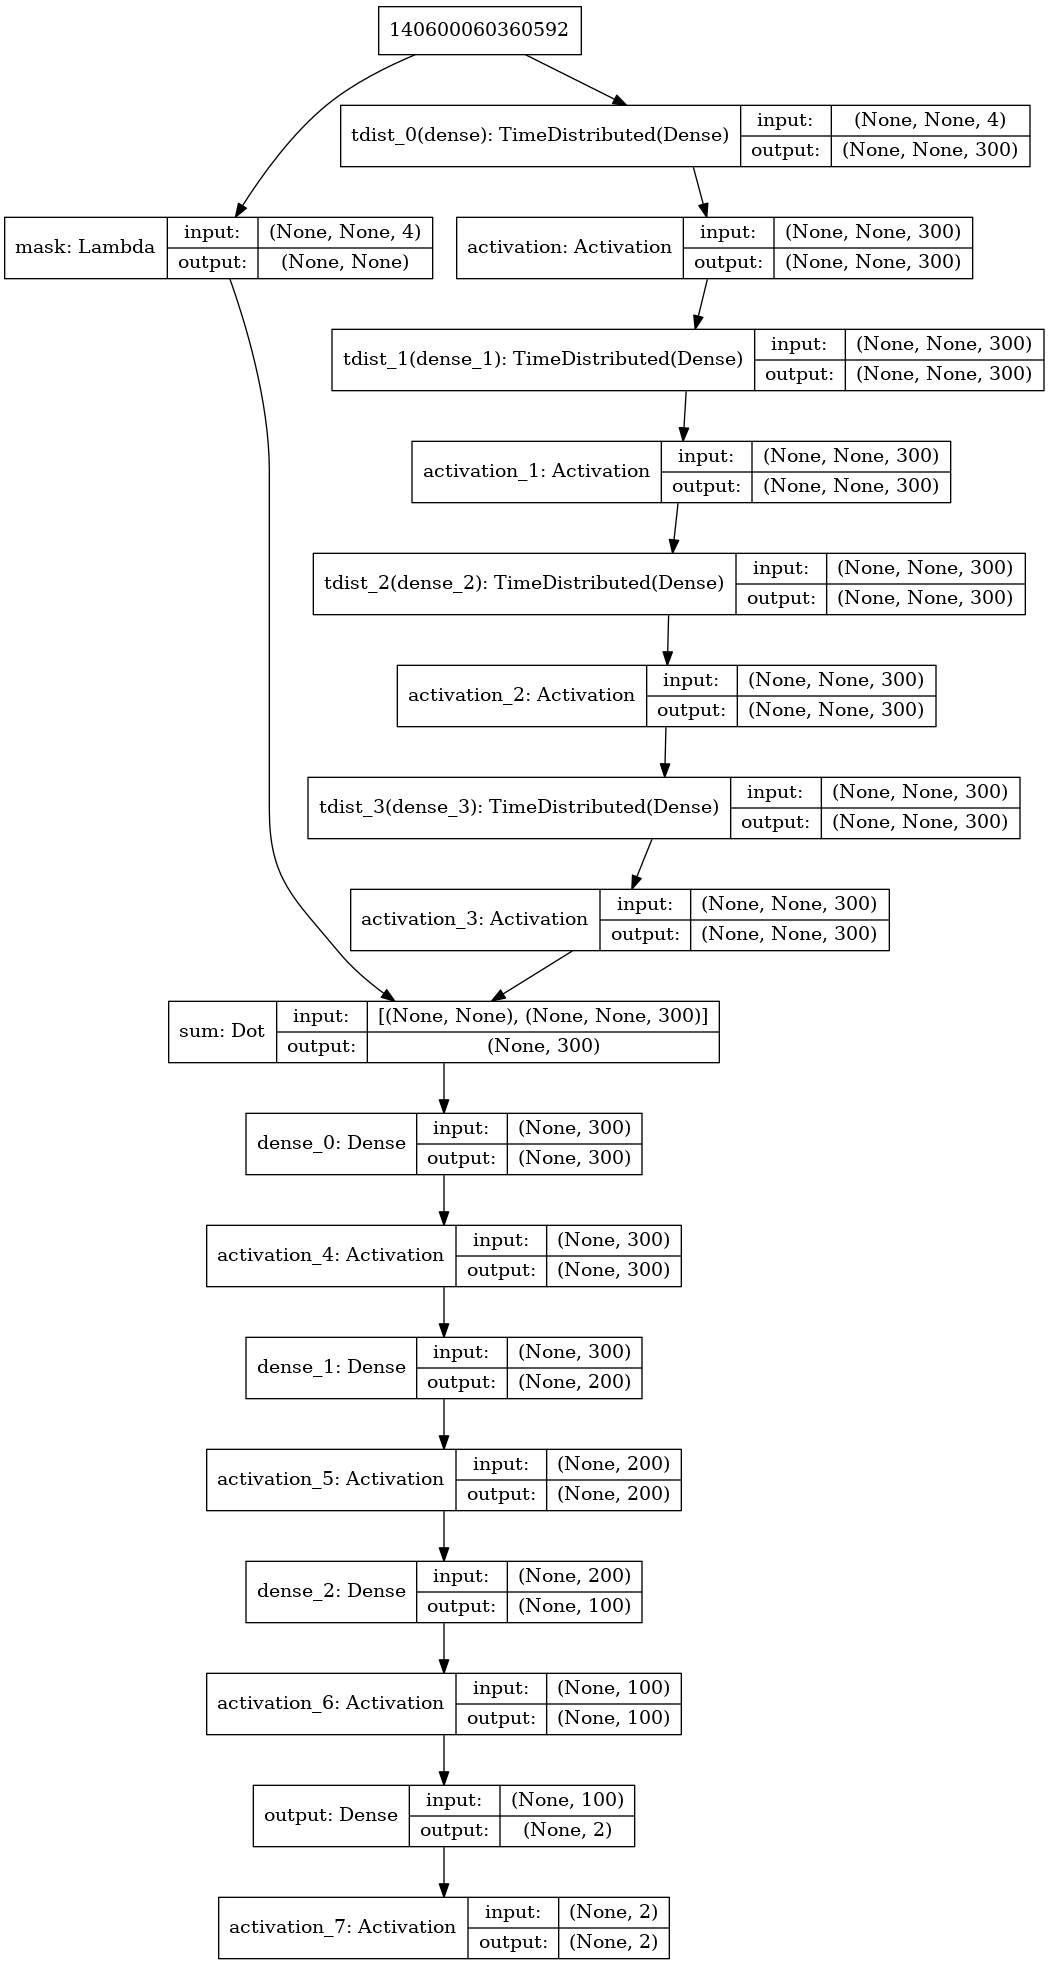 140600060360592
tdist_0(dense): TimeDistributed(Dense)
input:
(None, None, 4)
output:
(None, None, 300)
mask: Lambda
input:
(None, None, 4)
output:
(None, None)
activation: Activation
input:
(None, None, 300)
output:
(None, None, 300)
tdist_1(dense_1): TimeDistributed(Dense)
input:
(None, None, 300)
output:
(None, None, 300)
activation_1: Activation
input:
(None, None, 300)
output:
(None, None, 300)
tdist_2(dense_2): TimeDistributed(Dense)
input:
(None, None, 300)
output:
(None, None, 300)
activation_2: Activation
input:
(None, None, 300)
output:
(None, None, 300)
tdist_3(dense_3): TimeDistributed(Dense)
input:
(None, None, 300)
output:
(None, None, 300)
activation_3: Activation
input:
(None, None, 300)
output:
(None, None, 300)
sum: Dot
input:
[(None, None), (None, None, 300)]
output:
(None, 300)
dense_0: Dense
input:
(None, 300)
output:
(None, 300)
activation_4: Activation
input:
(None, 300)
output:
(None, 300)
dense_1: Dense
input:
(None, 300)
output:
(None, 200)
activation_5: Activation
input:
(None, 200)
output:
(None, 200)
dense_2: Dense
input:
(None, 200)
output:
(None, 100)
activation_6: Activation
input:
(None, 100)
output:
(None, 100)
output: Dense
input:
(None, 100)
output:
(None, 2)
activation_7: Activation
input:
(None, 2)
output:
(None, 2)